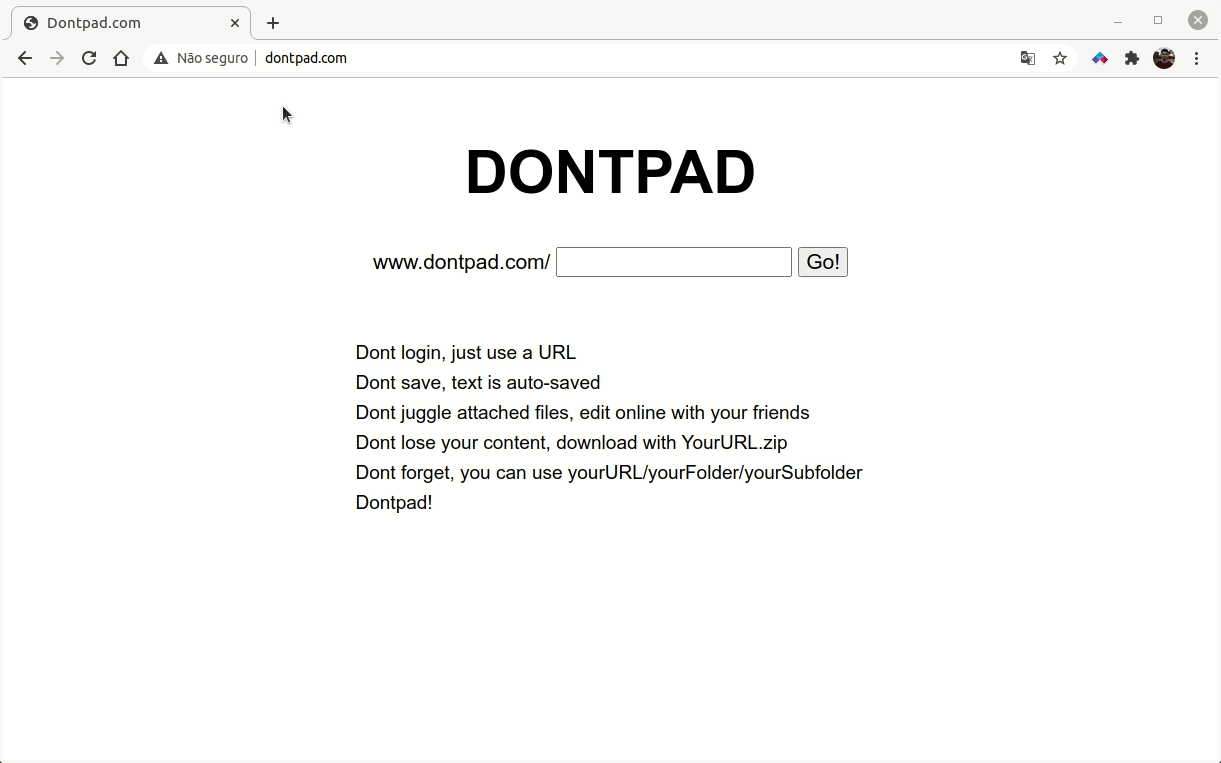 Dontpad.com
Não seguro
dontpad.com
DONTPAD
www.dontpad.com/
Go!
Dont login, just use a URL
Dont save, text is auto-saved
Dont juggle attached files, edit online with your friends
Dont lose your content, download with YourURL.zip
Dont forget, you can use yourURL/yourFolder/yourSubfolder
Dontpad!